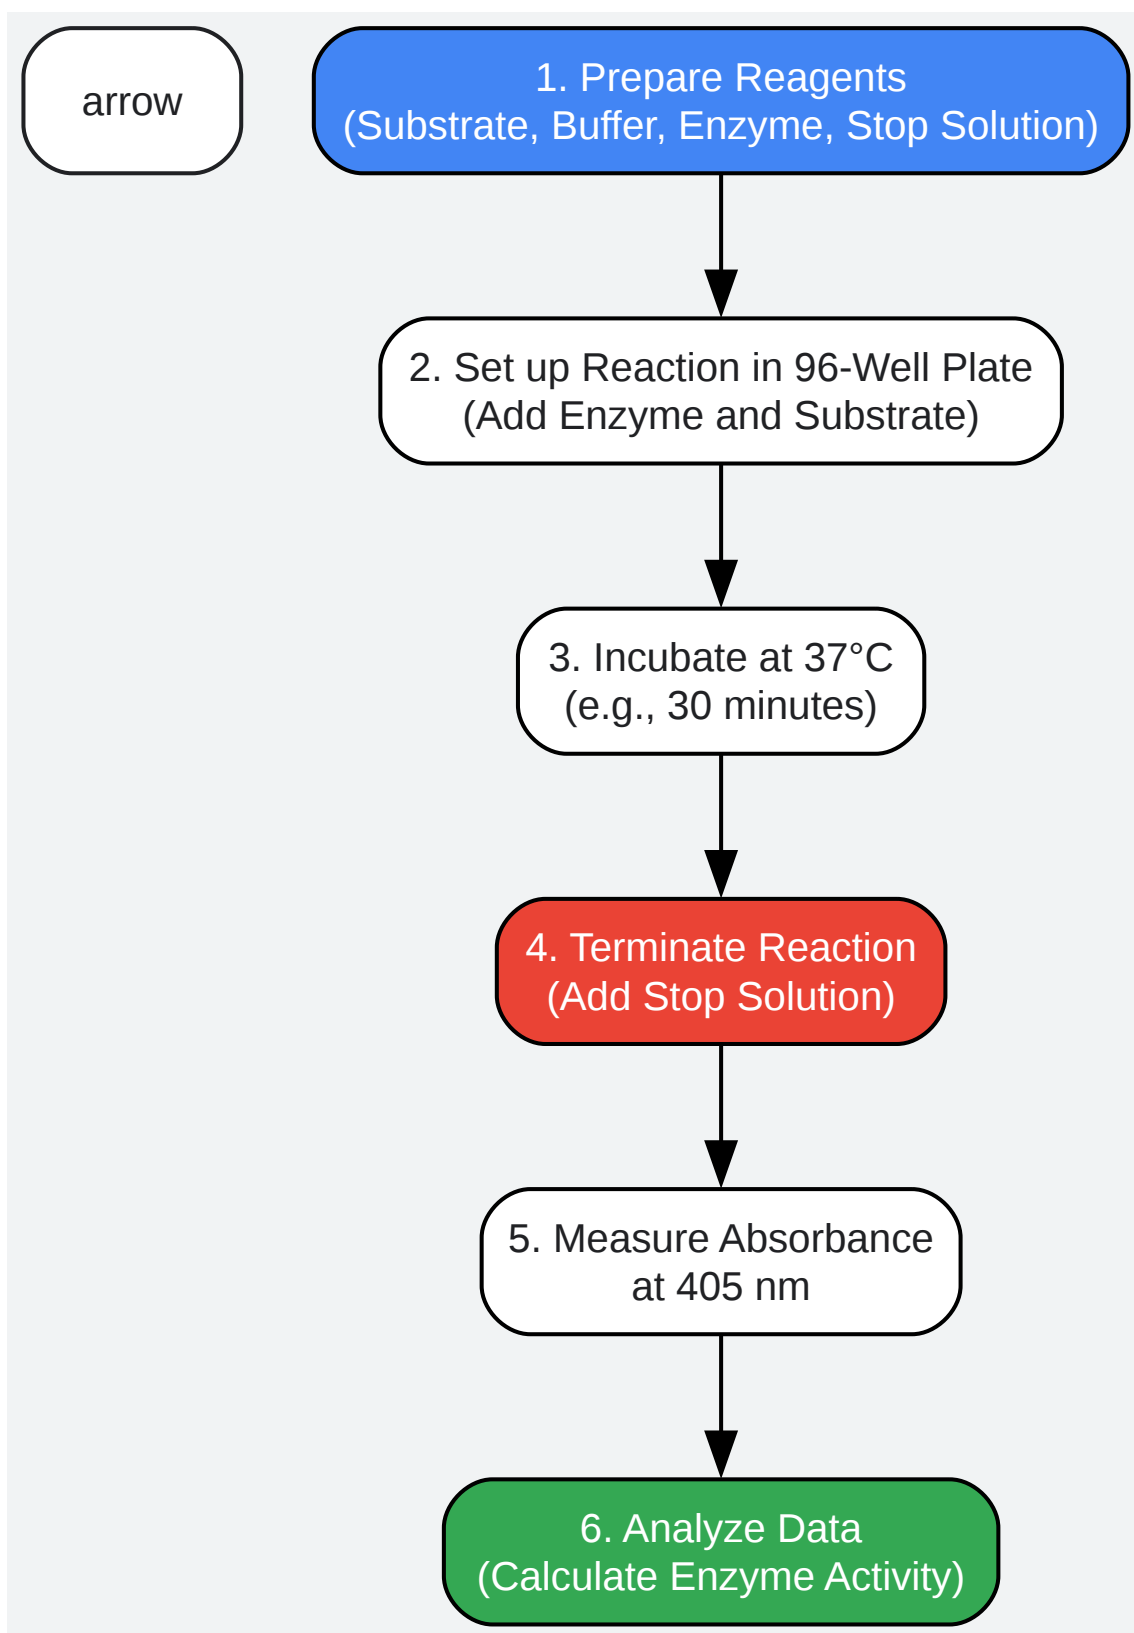 arrow
1. Prepare Reagents
(Substrate, Buffer, Enzyme, Stop Solution)
2. Set up Reaction in 96-Well Plate
(Add Enzyme and Substrate)
3. Incubate at 37°C
(e.g., 30 minutes)
4. Terminate Reaction
(Add Stop Solution)
5. Measure Absorbance
at 405 nm
6. Analyze Data
(Calculate Enzyme Activity)